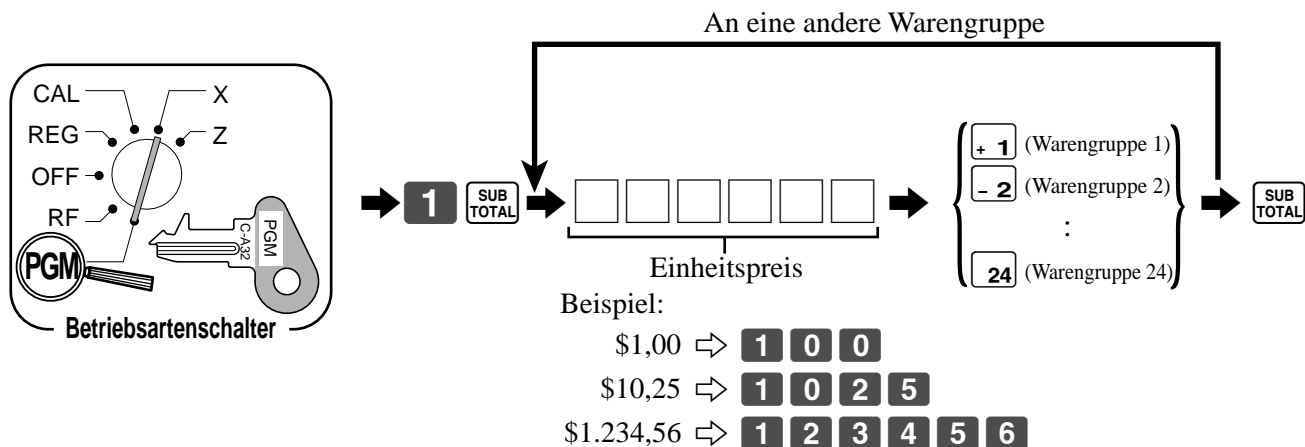 An eine andere Warengruppe
CAL
X
REG
Z
OFF
RF
PGM
PGM
C-A32
Betriebsartenschalter
1 SUB TOTAL
Einheitspreis
+ 1 (Warengruppe 1)
− 2 (Warengruppe 2)
:
24 (Warengruppe 24)
SUB TOTAL
Beispiel:
$1,00 ⇨ 1 0 0
$10,25 ⇨ 1 0 2 5
$1.234,56 ⇨ 1 2 3 4 5 6